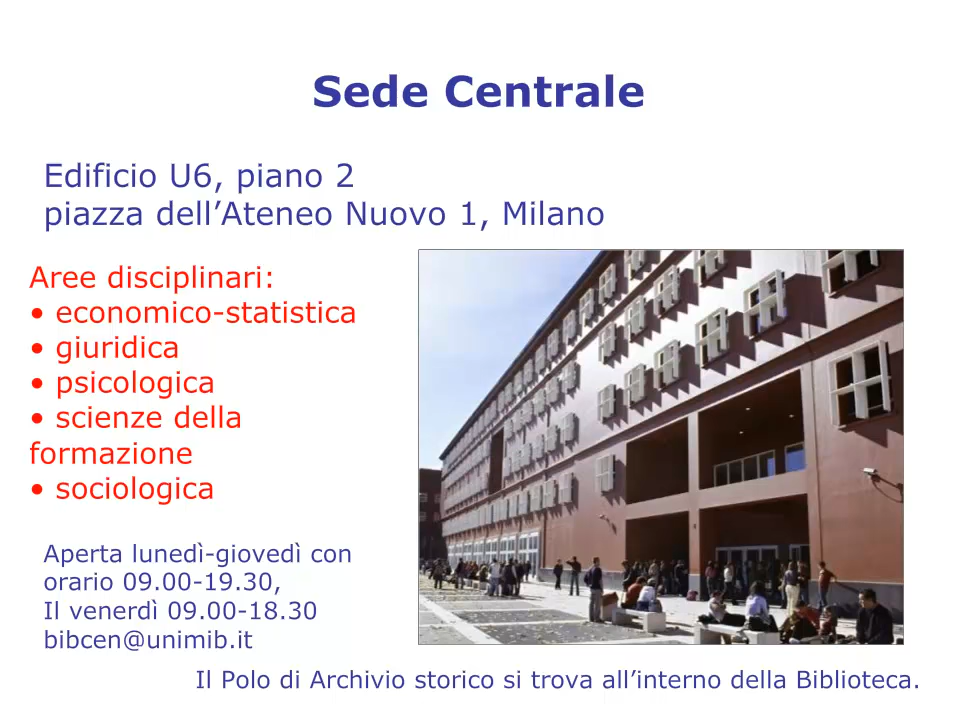 Sede Centrale
Edificio U6, piano 2
piazza dell’Ateneo Nuovo 1, Milano
Aree disciplinari:
• economico-statistica
• giuridica
• psicologica
• scienze della
formazione
• sociologica
Aperta lunedì-giovedì con
orario 09.00-19.30,
Il venerdì 09.00-18.30
bibcen@unimib.it
Il Polo di Archivio storico si trova all’interno della Biblioteca.